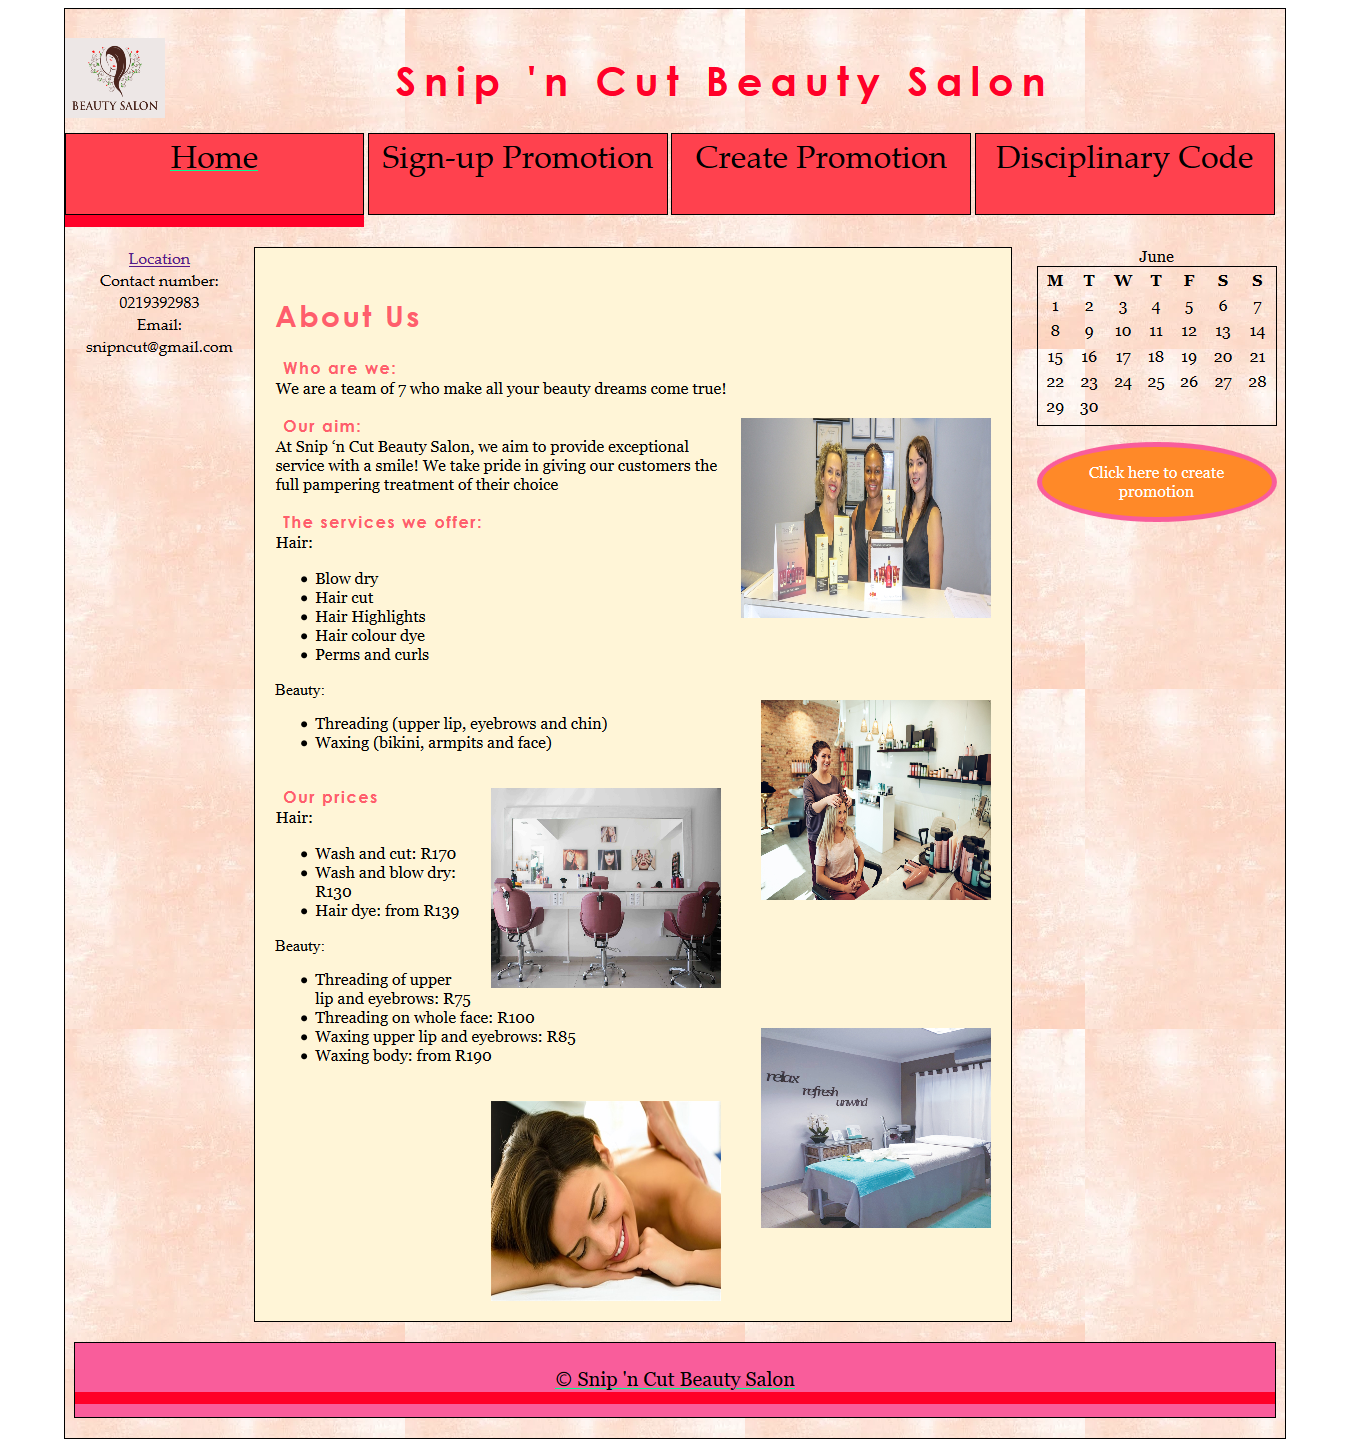 BEAUTY SALON
Snip 'n Cut Beauty Salon
Home
Sign-up Promotion
Create Promotion
Disciplinary Code
Location
Contact number:
0219392983
Email:
snipncut@gmail.com
About Us
Who are we:
We are a team of 7 who make all your beauty dreams come true!
Our aim:
At Snip ‘n Cut Beauty Salon, we aim to provide exceptional
service with a smile! We take pride in giving our customers the
full pampering treatment of their choice
The services we offer:
Hair:
Blow dry
Hair cut
Hair Highlights
Hair colour dye
Perms and curls
Beauty:
Threading (upper lip, eyebrows and chin)
Waxing (bikini, armpits and face)
Our prices
Hair:
Wash and cut: R170
Wash and blow dry:
R130
Hair dye: from R139
Beauty:
Threading of upper
lip and eyebrows: R75
Threading on whole face: R100
Waxing upper lip and eyebrows: R85
Waxing body: from R190
relax
refresh
unwind
June
M T W T F S S
1 2 3 4 5 6 7
8 9 10 11 12 13 14
15 16 17 18 19 20 21
22 23 24 25 26 27 28
29 30
Click here to create
promotion
© Snip 'n Cut Beauty Salon